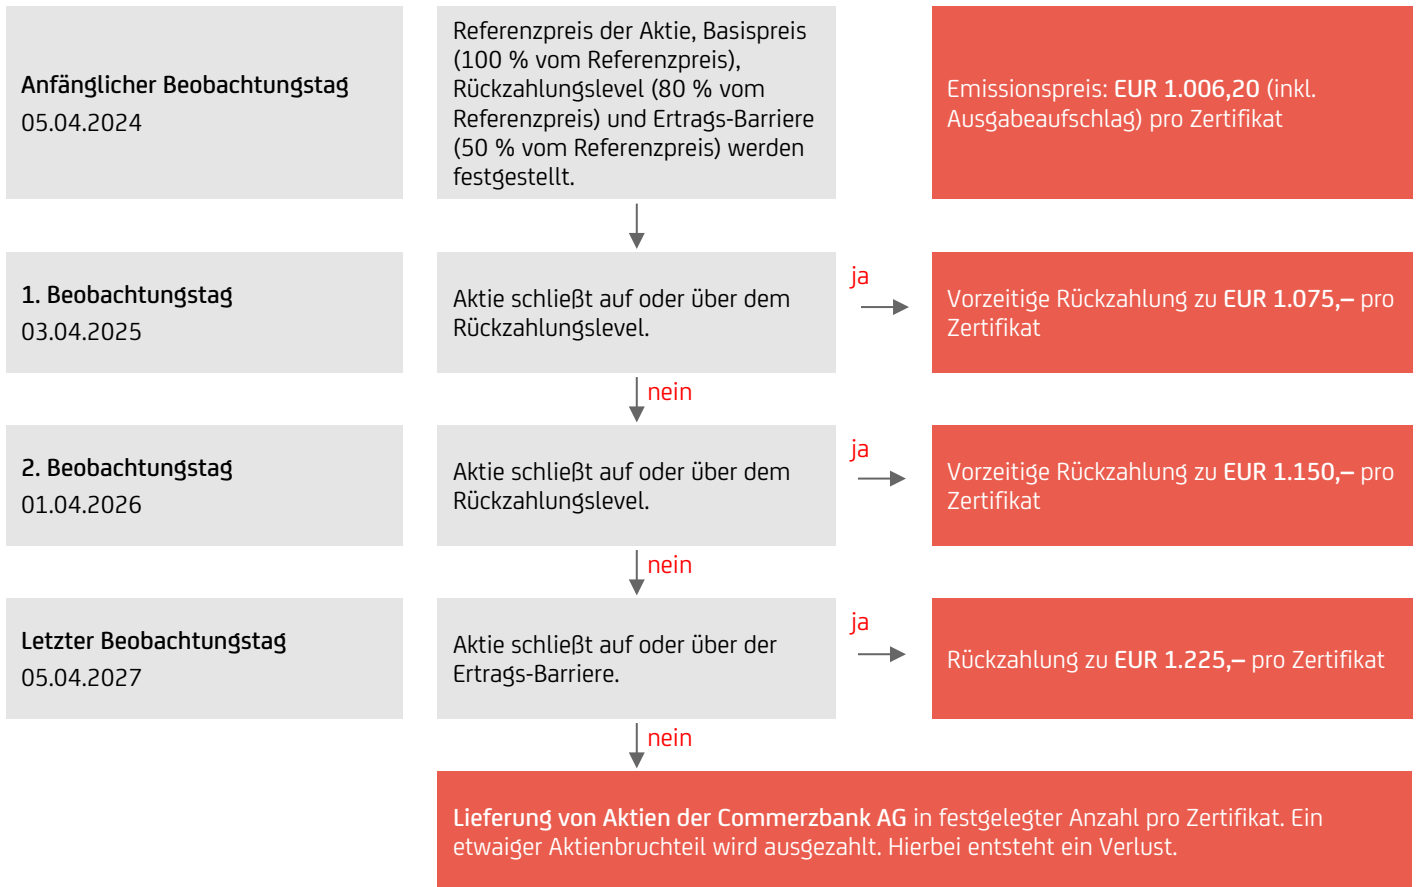 Anfänglicher Beobachtungstag
05.04.2024
Referenzpreis der Aktie, Basispreis
(100 % vom Referenzpreis),
Rückzahlungslevel (80 % vom
Referenzpreis) und Ertrags-Barriere
(50 % vom Referenzpreis) werden
festgestellt.
Emissionspreis: EUR 1.006,20 (inkl.
Ausgabeaufschlag) pro Zertifikat
1. Beobachtungstag
03.04.2025
Aktie schließt auf oder über dem
Rückzahlungslevel.
ja
Vorzeitige Rückzahlung zu EUR 1.075,– pro
Zertifikat
nein
2. Beobachtungstag
01.04.2026
Aktie schließt auf oder über dem
Rückzahlungslevel.
ja
Vorzeitige Rückzahlung zu EUR 1.150,– pro
Zertifikat
nein
Letzter Beobachtungstag
05.04.2027
Aktie schließt auf oder über der
Ertrags-Barriere.
ja
Rückzahlung zu EUR 1.225,– pro Zertifikat
nein
Lieferung von Aktien der Commerzbank AG in festgelegter Anzahl pro Zertifikat. Ein
etwaiger Aktienbruchteil wird ausgezahlt. Hierbei entsteht ein Verlust.